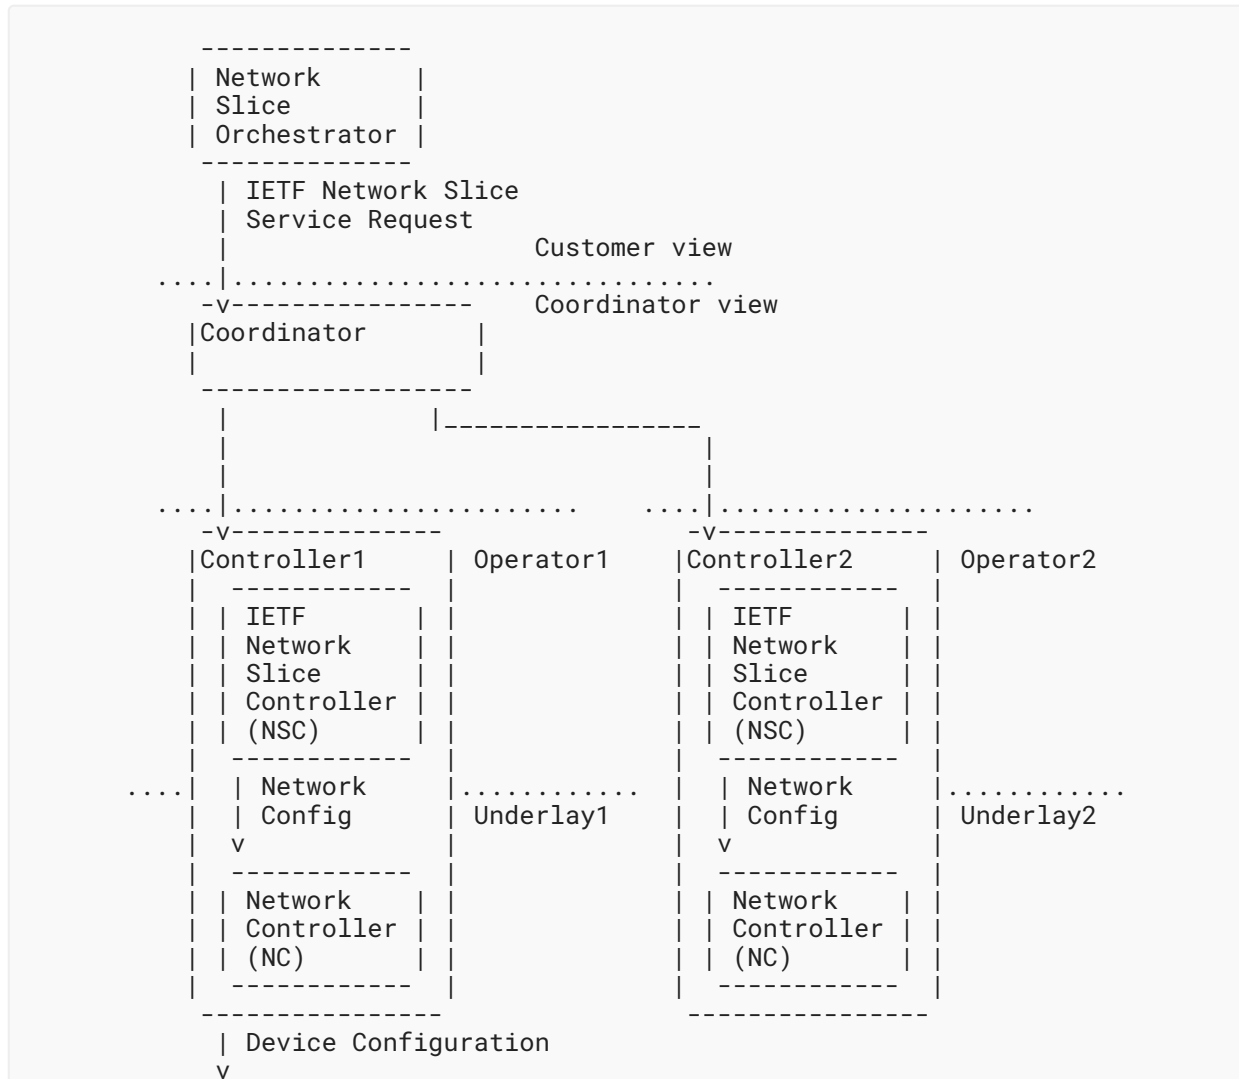 --------------
| Network      |
| Slice        |
| Orchestrator |
 --------------
  | IETF Network Slice
  | Service Request
  |                    Customer view
....|................................
 -v----------------    Coordinator view
|Coordinator       |
|                  |
 ------------------
  |             |_________________
  |                               |
  |                               |
....|.......................    ....|.....................
 -v--------------                -v--------------
|Controller1     | Operator1    |Controller2     | Operator2
|  ------------  |              |  ------------  |
| | IETF       | |              | | IETF       | |
| | Network    | |              | | Network    | |
| | Slice      | |              | | Slice      | |
| | Controller | |              | | Controller | |
| | (NSC)      | |              | | (NSC)      | |
|  ------------  |              |  ------------  |
....|  | Network     |............  |  | Network     |............
|  | Config      | Underlay1    |  | Config      | Underlay2
|  v             |              |  v             |
|  ------------  |              |  ------------  |
| | Network    | |              | | Network    | |
| | Controller | |              | | Controller | |
| | (NC)       | |              | | (NC)       | |
|  ------------  |              |  ------------  |
 ----------------                ----------------
  | Device Configuration
  v